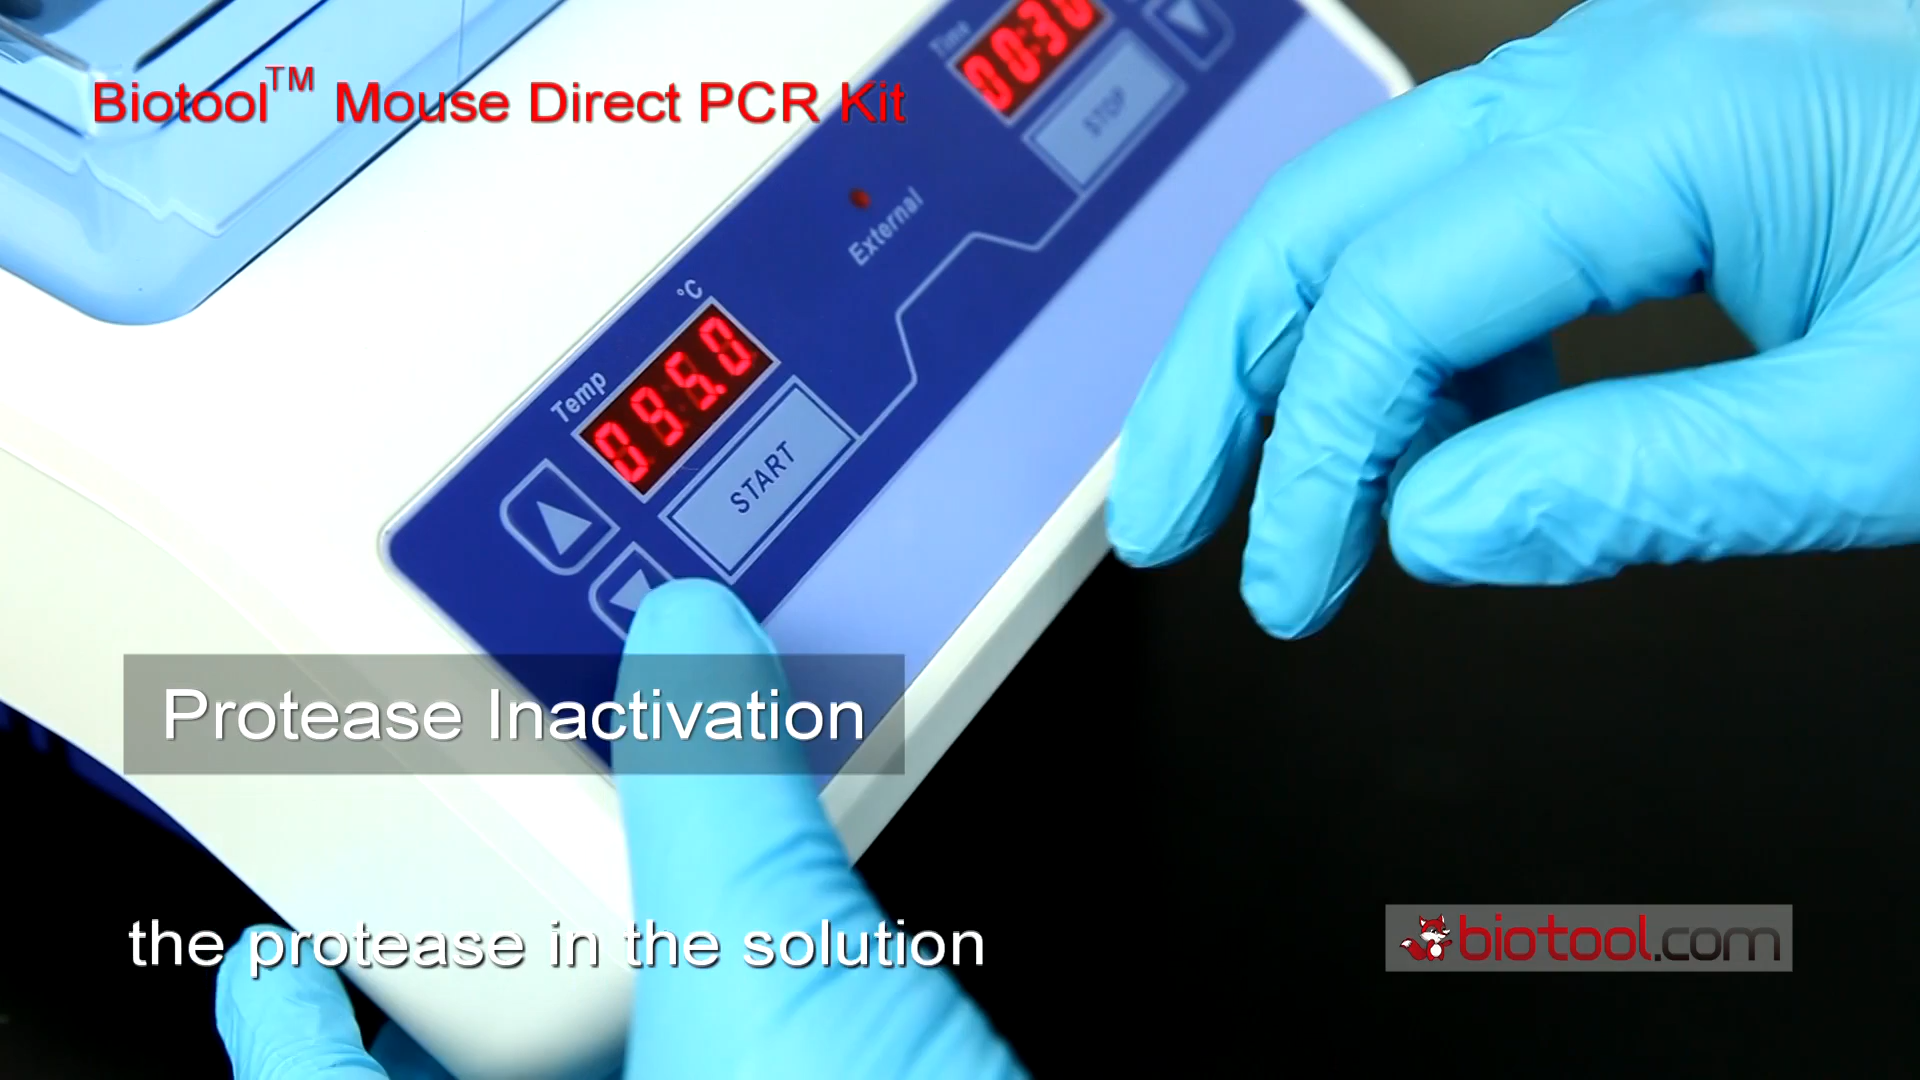 Biotool™ Mouse Direct PCR Kit
Time
00:30
STOP
External
°C
Temp
095.0
START
Protease Inactivation
the protease in the solution
biotool.com